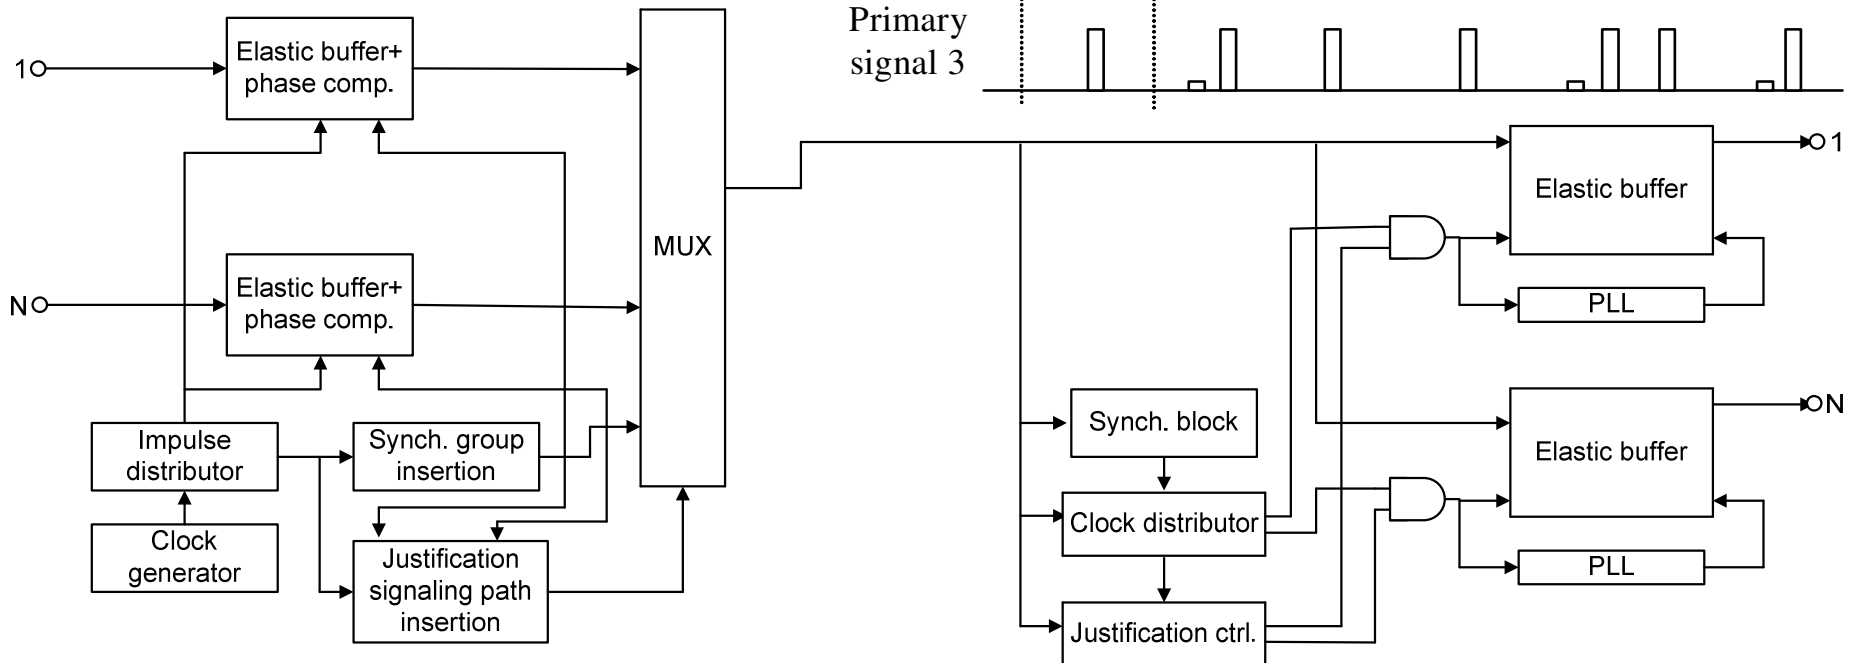 Primary
signal 3
1
Elastic buffer+
phase comp.
N
Elastic buffer+
phase comp.
MUX
Impulse
distributor
Synch. group
insertion
Clock
generator
Justification
signaling path
insertion
Synch. block
Clock distributor
Justification ctrl.
Elastic buffer
1
PLL
Elastic buffer
N
PLL